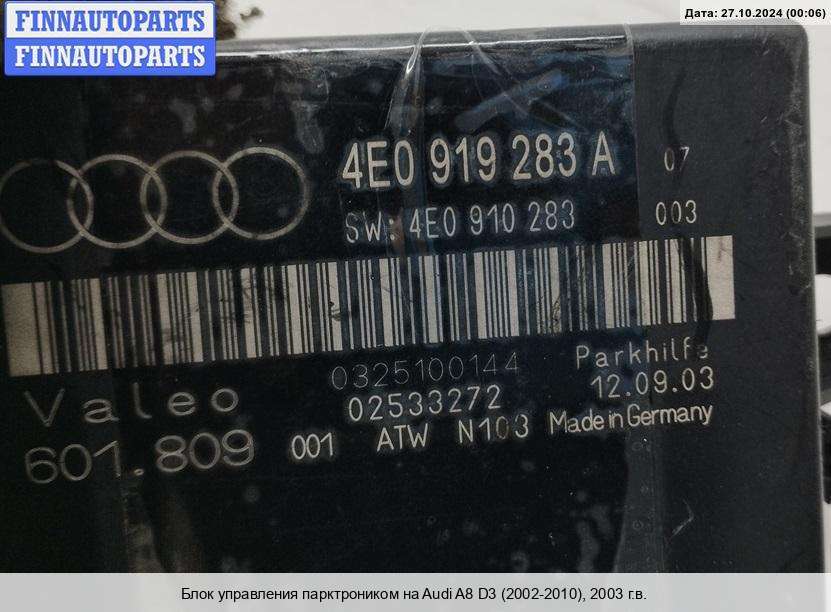 FINNAUTOPARTS
FINNAUTOPARTS
Дата: 27.10.2024 (00:06)
4E0 919 283 A 07
SW: 4E0 910 283 003
0325100144 Parkhilfe
Valeo 02533272 12.09.03
601.809 001 ATW N103 Made in Germany
Блок управления парктроником на Audi A8 D3 (2002-2010), 2003 г.в.